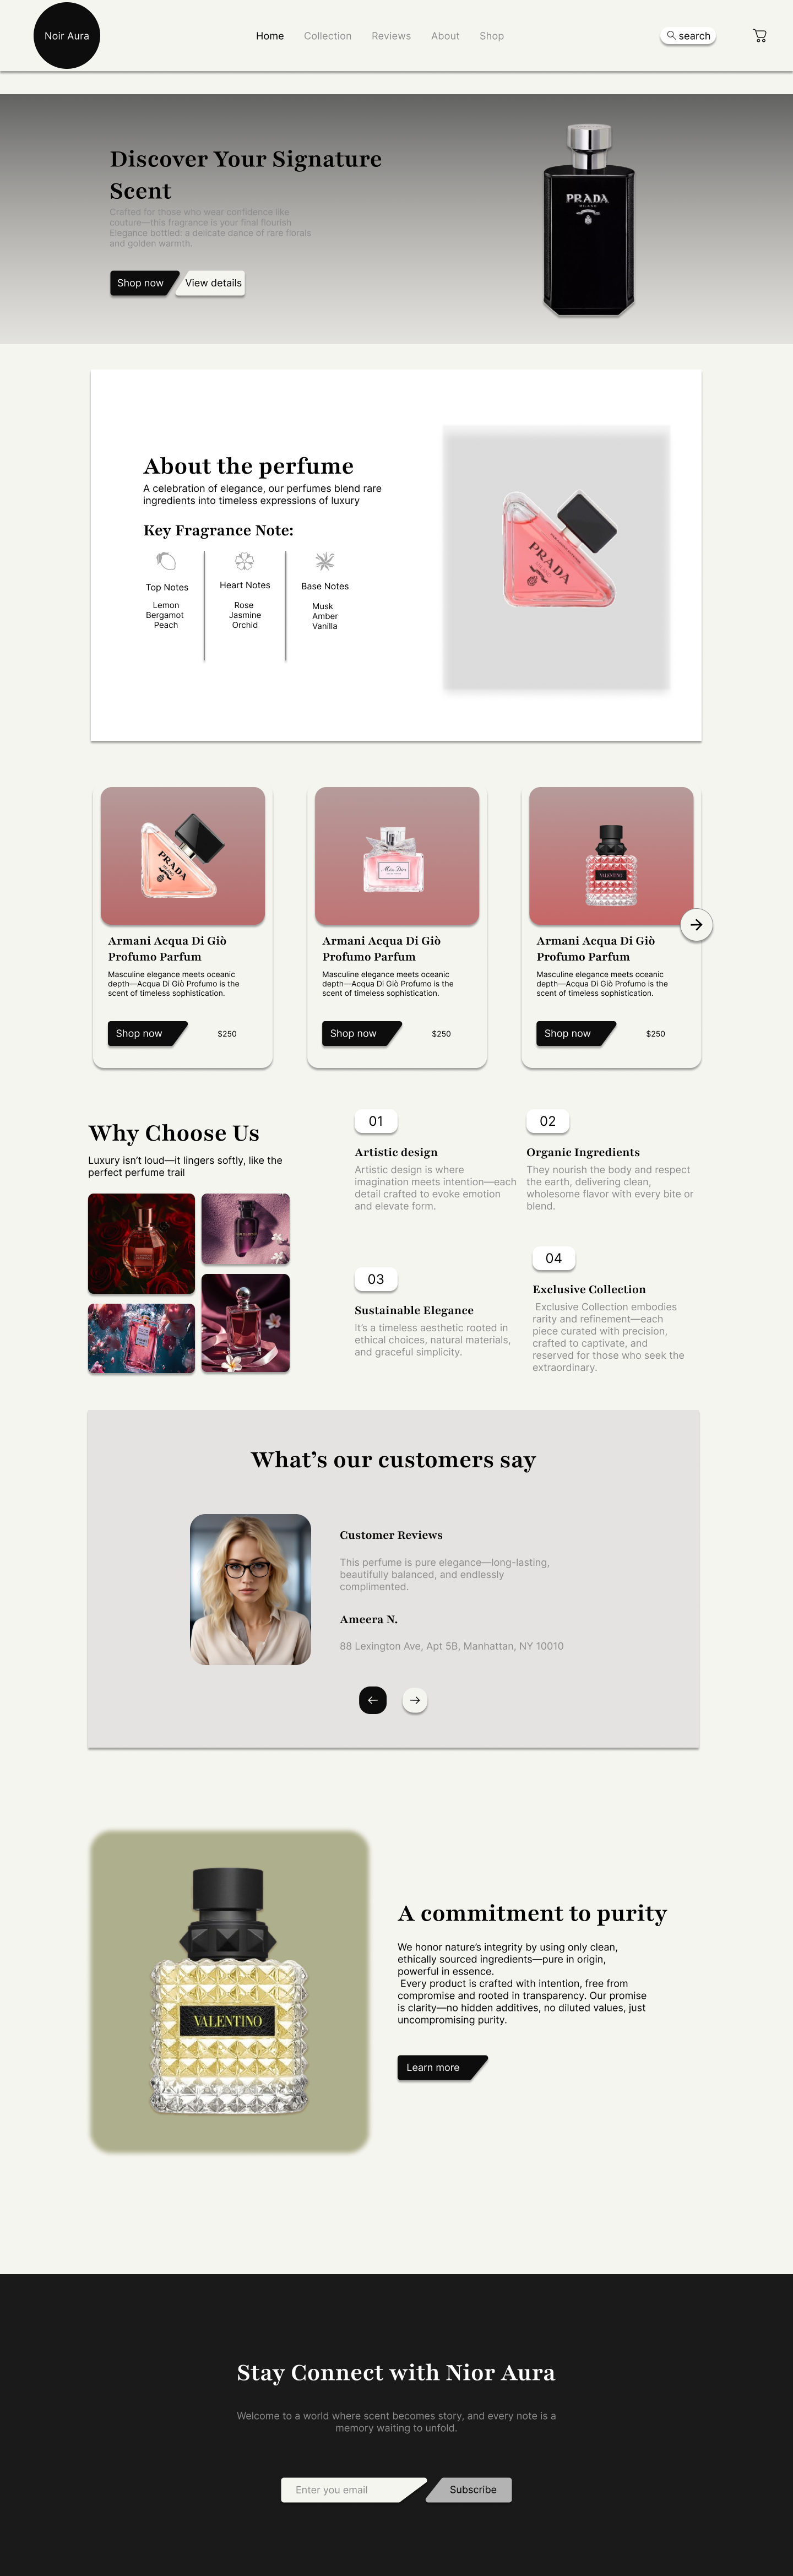 Noir Aura
Home
Collection
Reviews
About
Shop
search
Discover Your Signature
Scent
Crafted for those who wear confidence like
couture—this fragrance is your final flourish
Elegance bottled: a delicate dance of rare florals
and golden warmth.
Shop now
View details
PRADA
MILANO
About the perfume
A celebration of elegance, our perfumes blend rare
ingredients into timeless expressions of luxury
Key Fragrance Note:
Top Notes
Heart Notes
Base Notes
Lemon
Bergamot
Peach
Rose
Jasmine
Orchid
Musk
Amber
Vanilla
PRADA
PRADA
Miss Dior
VALENTINO
Armani Acqua Di Giò
Profumo Parfum
Masculine elegance meets oceanic
depth—Acqua Di Giò Profumo is the
scent of timeless sophistication.
Shop now
$250
Armani Acqua Di Giò
Profumo Parfum
Masculine elegance meets oceanic
depth—Acqua Di Giò Profumo is the
scent of timeless sophistication.
Shop now
$250
Armani Acqua Di Giò
Profumo Parfum
Masculine elegance meets oceanic
depth—Acqua Di Giò Profumo is the
scent of timeless sophistication.
Shop now
$250
Why Choose Us
Luxury isn't loud—it lingers softly, like the
perfect perfume trail
01
Artistic design
Artistic design is where
imagination meets intention—each
detail crafted to evoke emotion
and elevate form.
02
Organic Ingredients
They nourish the body and respect
the earth, delivering clean,
wholesome flavor with every bite or
blend.
03
Sustainable Elegance
It's a timeless aesthetic rooted in
ethical choices, natural materials,
and graceful simplicity.
04
Exclusive Collection
Exclusive Collection embodies
rarity and refinement—each
piece curated with precision,
crafted to captivate, and
reserved for those who seek the
extraordinary.
What's our customers say
Customer Reviews
This perfume is pure elegance—long-lasting,
beautifully balanced, and endlessly
complimented.
Ameera N.
88 Lexington Ave, Apt 5B, Manhattan, NY 10010
VALENTINO
A commitment to purity
We honor nature's integrity by using only clean,
ethically sourced ingredients—pure in origin,
powerful in essence.
Every product is crafted with intention, free from
compromise and rooted in transparency. Our promise
is clarity—no hidden additives, no diluted values, just
uncompromising purity.
Learn more
Stay Connect with Nior Aura
Welcome to a world where scent becomes story, and every note is a
memory waiting to unfold.
Enter you email
Subscribe